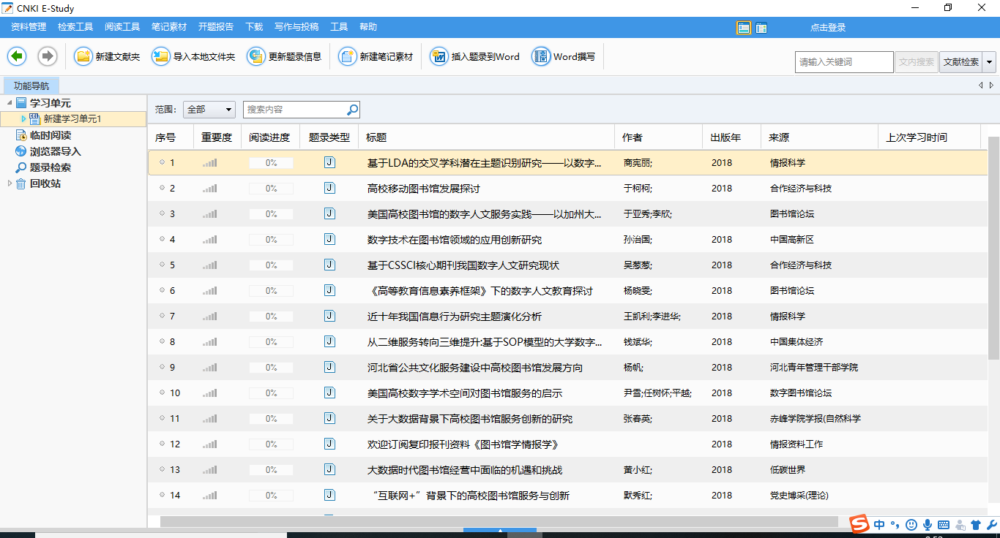 CNKI E-Study
资料管理 检索工具 阅读工具 笔记素材 开题报告 下载 写作与投稿 工具 帮助 点击登录
新建文献夹 导入本地文件夹 更新题录信息 新建笔记素材 插入题录到Word Word撰写 请输入关键词 文内搜索 文献检索
功能导航
学习单元
新建学习单元1
临时阅读
浏览器导入
题录检索
回收站
范围: 全部 搜索内容
序号 重要度 阅读进度 题录类型 标题 作者 出版年 来源 上次学习时间
1 0% J 基于LDA的交叉学科潜在主题识别研究——以数字... 商宪丽; 2018 情报科学
2 0% J 高校移动图书馆发展探讨 于柯柯; 2018 合作经济与科技
3 0% J 美国高校图书馆的数字人文服务实践——以加州大... 于亚秀;李欣; 图书馆论坛
4 0% J 数字技术在图书馆领域的应用创新研究 孙治国; 2018 中国高新区
5 0% J 基于CSSCI核心期刊我国数字人文研究现状 吴葱葱; 2018 合作经济与科技
6 0% J 《高等教育信息素养框架》下的数字人文教育探讨 杨晓雯; 2018 图书馆论坛
7 0% J 近十年我国信息行为研究主题演化分析 王凯利;李进华; 2018 情报科学
8 0% J 从二维服务转向三维提升:基于SOP模型的大学数字... 钱斌华; 2018 中国集体经济
9 0% J 河北省公共文化服务建设中高校图书馆发展方向 杨帆; 2018 河北青年管理干部学院
10 0% J 美国高校数字学术空间对图书馆服务的启示 尹雪;任树怀;平越; 2018 数字图书馆论坛
11 0% J 关于大数据背景下高校图书馆服务创新的研究 张春英; 2018 赤峰学院学报(自然科学
12 0% J 欢迎订阅复印报刊资料《图书馆学情报学》 2018 情报资料工作
13 0% J 大数据时代图书馆经营中面临的机遇和挑战 黄小红; 2018 低碳世界
14 0% J “互联网+”背景下的高校图书馆服务与创新 默秀红; 2018 党史博采(理论)
S 中